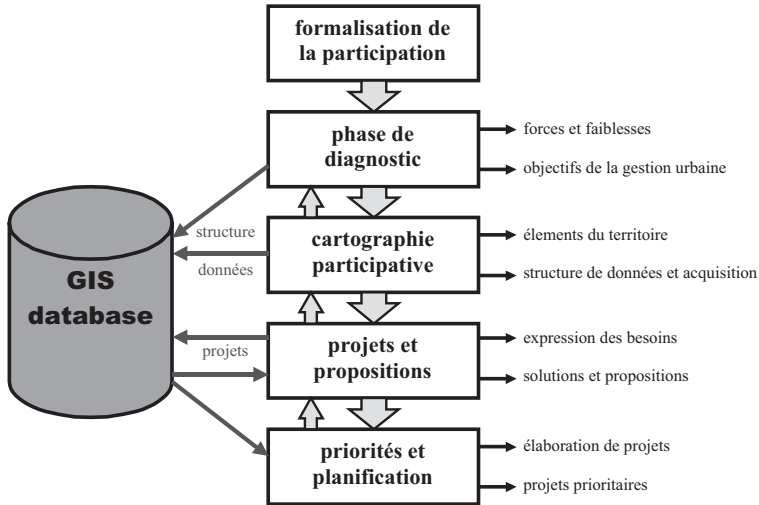 formalisation de
la participation
phase de
diagnostic
forces et faiblesses
objectifs de la gestion urbaine
structure
données
GIS
database
cartographie
participative
élements du territoire
structure de données et acquisition
projets
projets et
propositions
expression des besoins
solutions et propositions
priorités et
planification
élaboration de projets
projets prioritaires